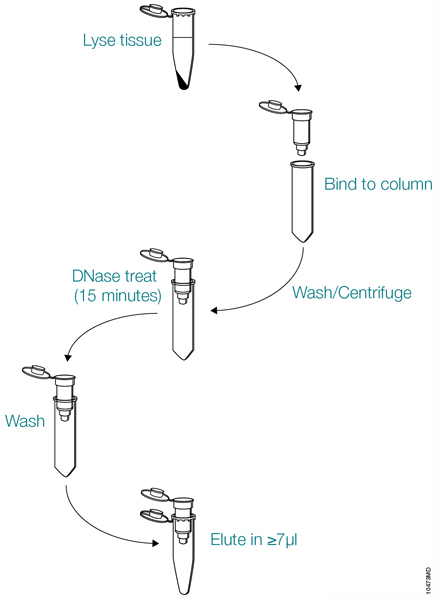 Lyse tissue
Bind to column
Wash/Centrifuge
DNase treat
(15 minutes)
Wash
Elute in ≥7µl
10473MD